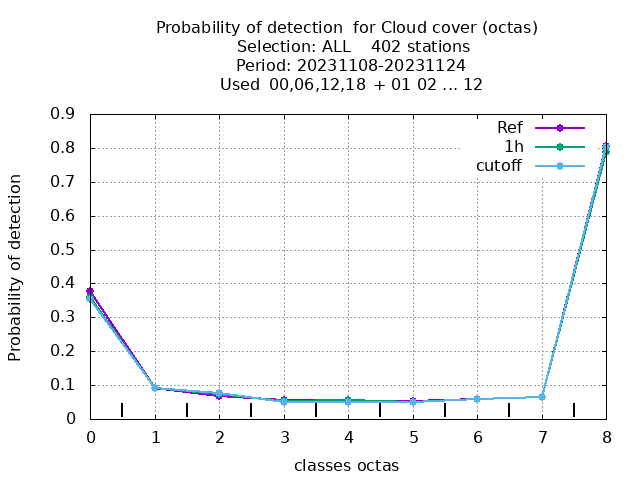 Probability of detection  for Cloud cover (octas)
Selection: ALL    402 stations
Period: 20231108-20231124
Used  00,06,12,18  + 01 02 ... 12
Ref
1h
cutoff
Probability of detection
0.9
0.8
0.7
0.6
0.5
0.4
0.3
0.2
0.1
0
0 1 2 3 4 5 6 7 8
classes octas